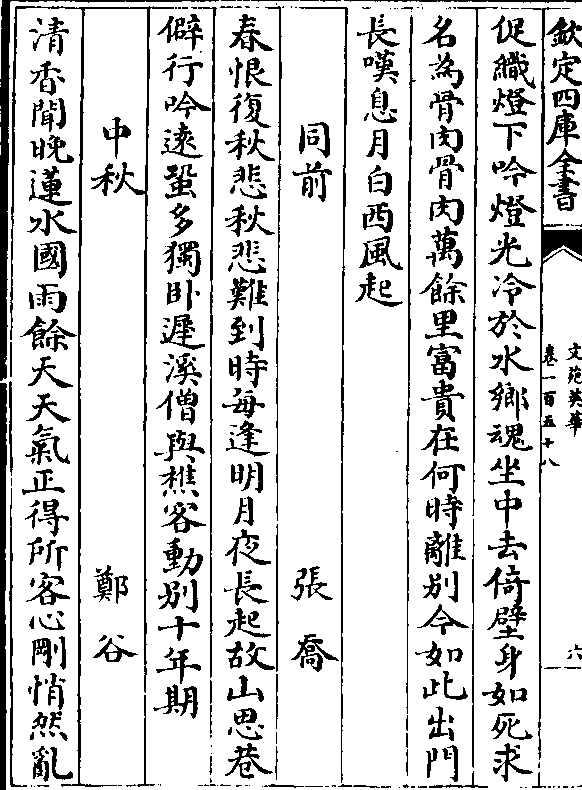 欽定四庫全書
文苑英華
卷一百五十八
六
促織燈下吟燈光冷於水鄉魂坐中去倚壁身如死求
名為骨肉骨肉萬餘里富貴在何時離別今如此出門
長嘆息月白西風起
同前 張喬
春恨復秋悲秋悲難到時每逢明月夜長起故山思巷
僻行吟遠蛩多獨卧遲溪僧與樵客動别十年期
中秋 鄭谷
清香聞晚蓮水國雨餘天天氣正得所客心剛悄然亂